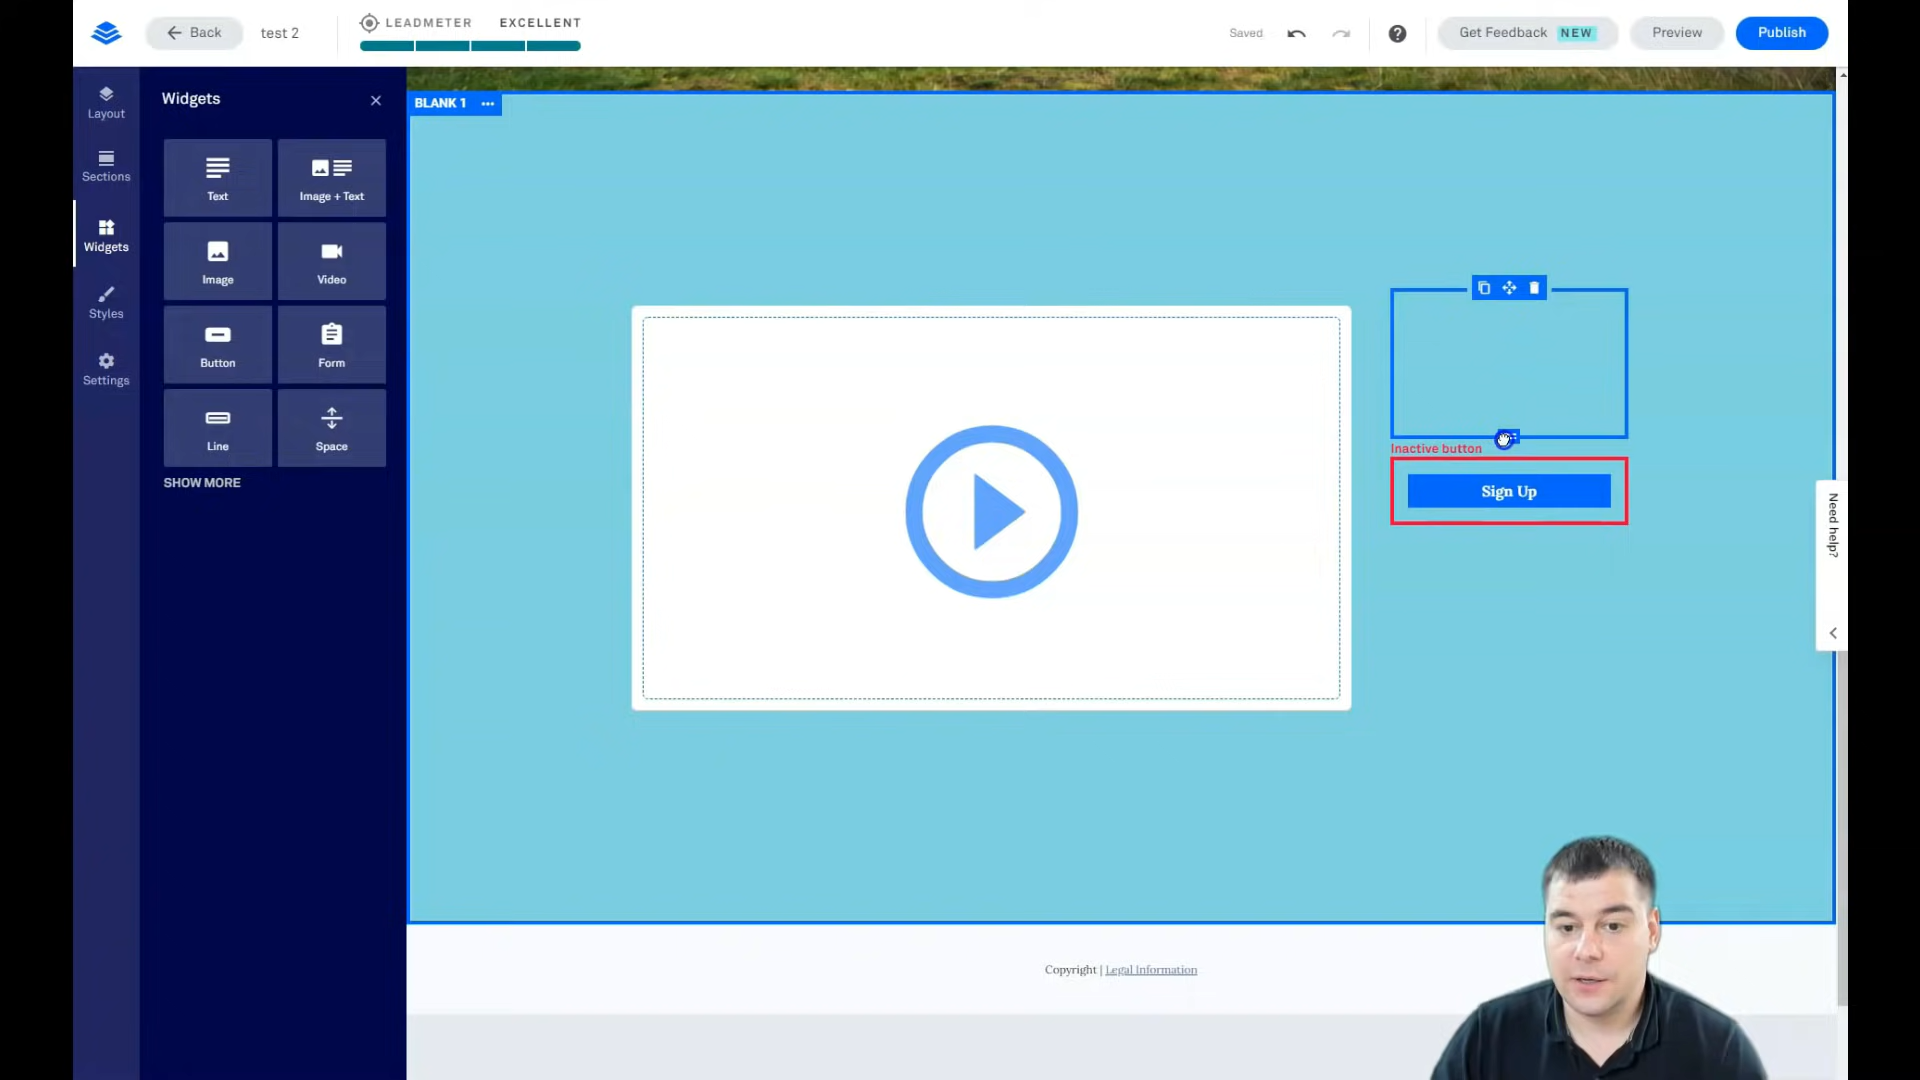 Back
test 2
LEADMETER
EXCELLENT
Saved
Get Feedback NEW
Preview
Publish
Layout
Sections
Widgets
Styles
Settings
Widgets
Text
Image + Text
Image
Video
Button
Form
Line
Space
SHOW MORE
BLANK 1
Inactive button
Sign Up
Need help?
Copyright | Legal Information